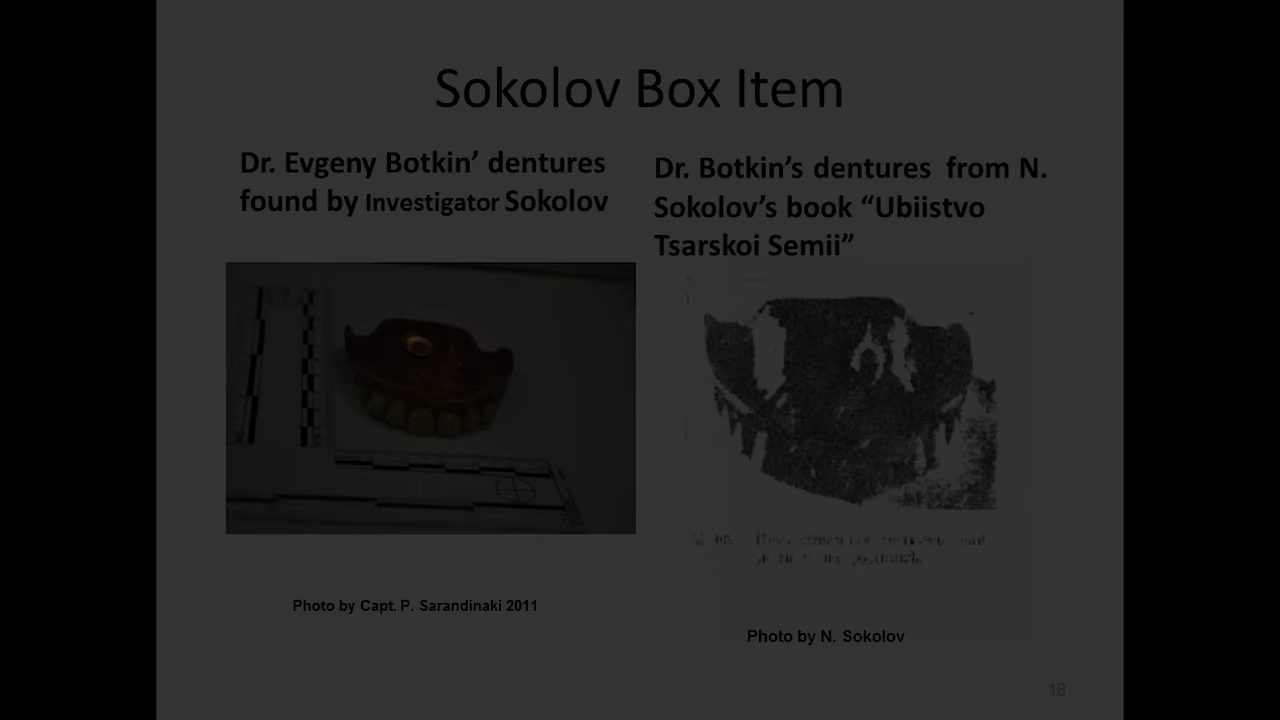 Sokolov Box Item
Dr. Evgeny Botkin’ dentures
found by Investigator Sokolov
Dr. Botkin’s dentures from N.
Sokolov’s book “Ubiistvo
Tsarskoi Semii”
Photo by Capt. P. Sarandinaki 2011
Photo by N. Sokolov
18